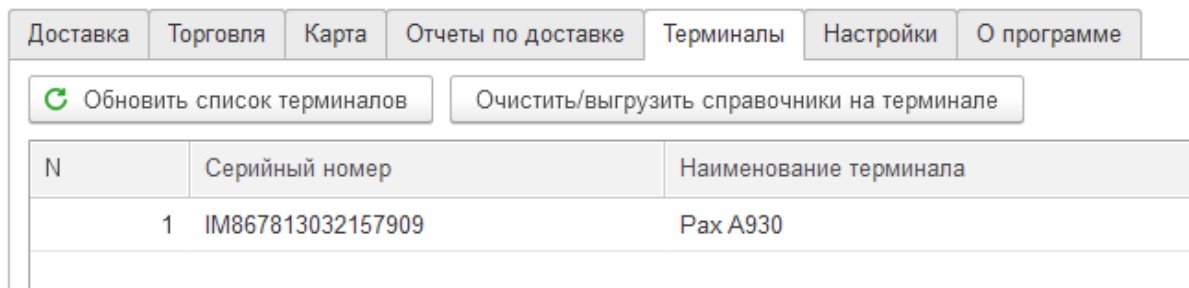 Доставка Торговля Карта Отчеты по доставке Терминалы Настройки О программе
Обновить список терминалов Очистить/выгрузить справочники на терминале
N Серийный номер Наименование терминала
1 IM867813032157909 Pax A930